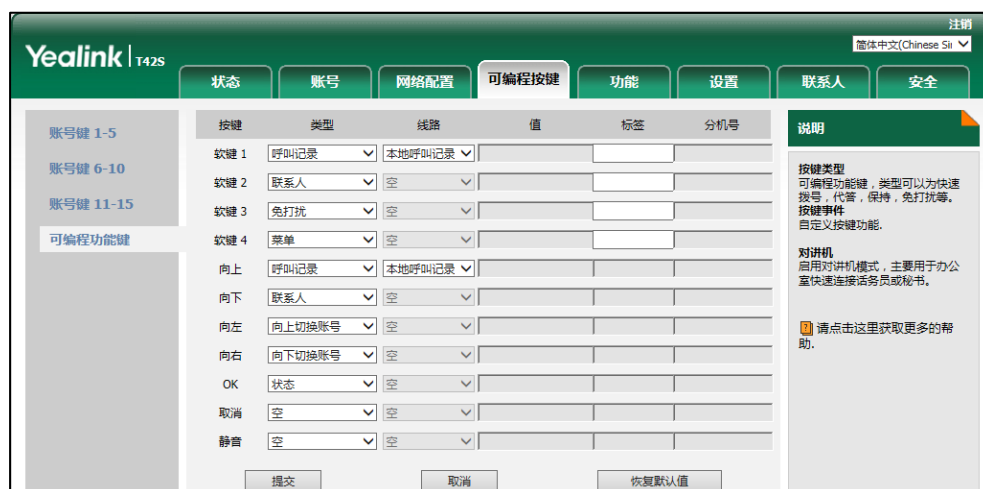 注销
简体中文(Chinese Sii
Yealink T42S
状态 账号 网络配置 可编程按键 功能 设置 联系人 安全
账号键 1-5
账号键 6-10
账号键 11-15
可编程功能键
按键 类型 线路 值 标签 分机号
软键 1 呼叫记录 本地呼叫记录
软键 2 联系人 空
软键 3 免打扰 空
软键 4 菜单 空
向上 呼叫记录 本地呼叫记录
向下 联系人 空
向左 向上切换账号 空
向右 向下切换账号 空
OK 状态 空
取消 空 空
静音 空 空
提交 取消 恢复默认值
说明
按键类型
可编程功能键，类型可以为快速
拨号，代答，保持，免打扰等。
按键事件
自定义按键功能.
对讲机
启用对讲机模式，主要用于办公
室快速连接话务员或秘书。
? 请点击这里获取更多的帮
助.